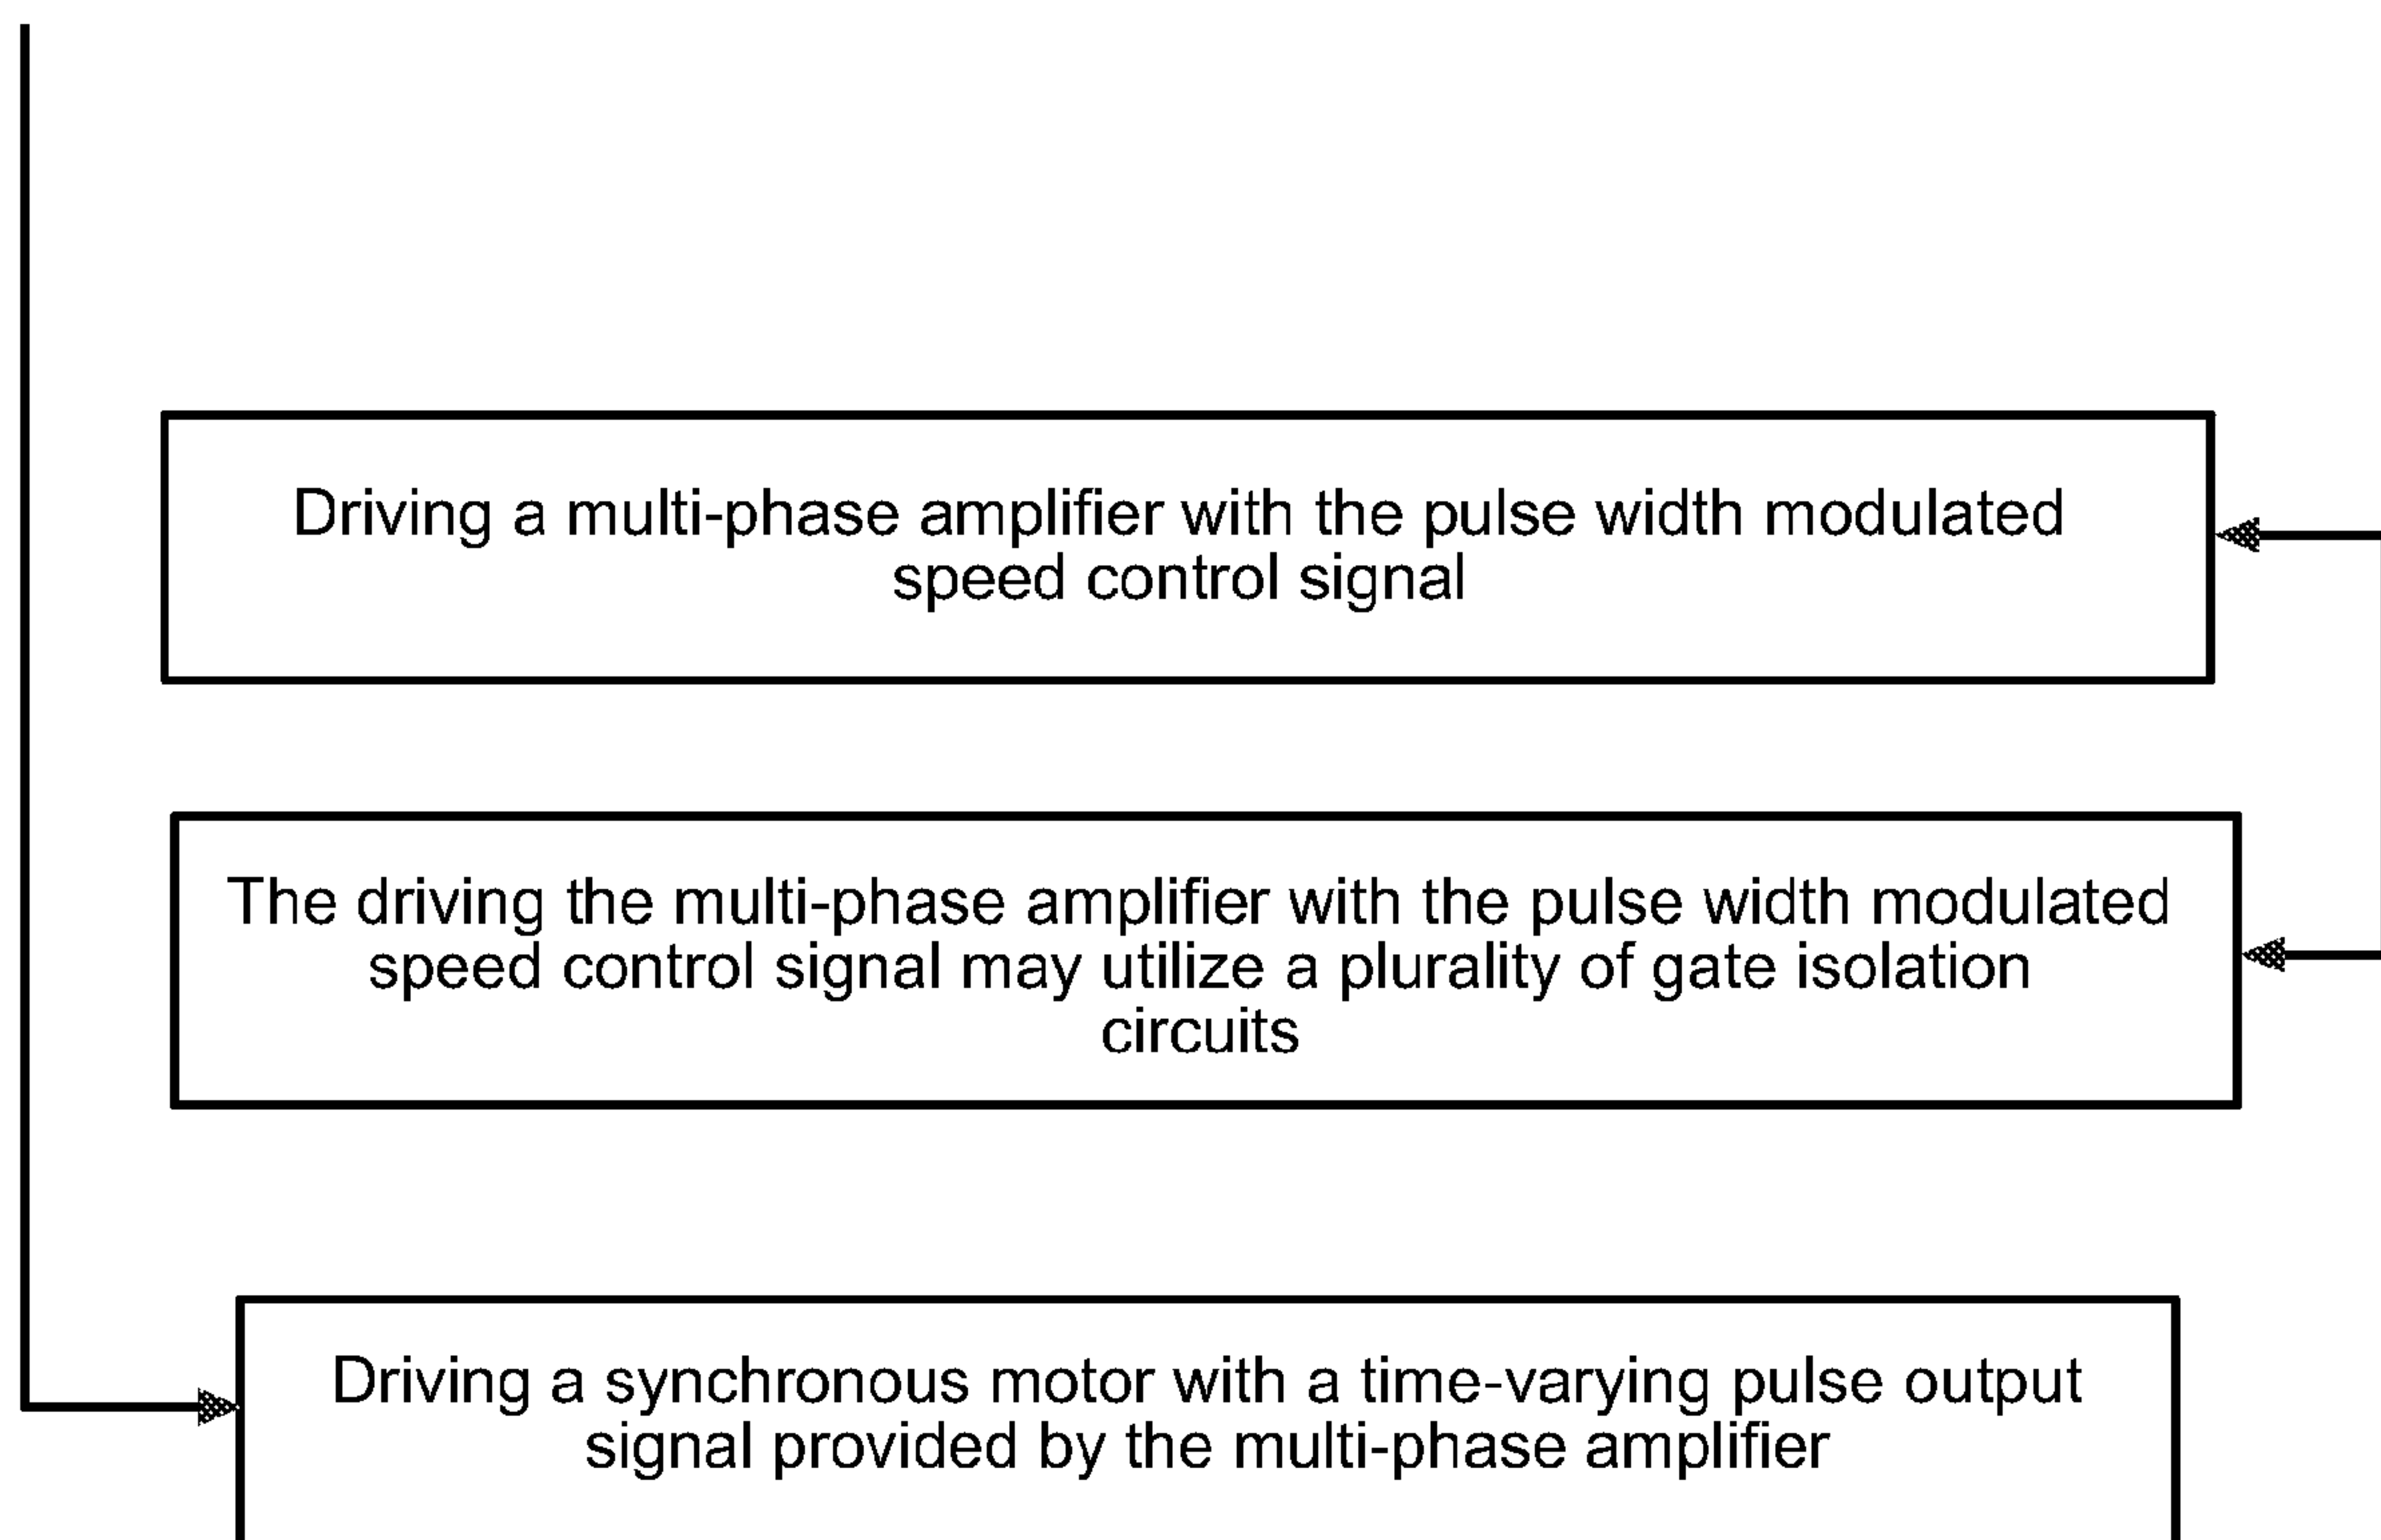 Driving a multi-phase amplifier with the pulse width modulated
speed control signal
The driving the multi-phase amplifier with the pulse width modulated
speed control signal may utilize a plurality of gate isolation
circuits
Driving a synchronous motor with a time-varying pulse output
signal provided by the multi-phase amplifier